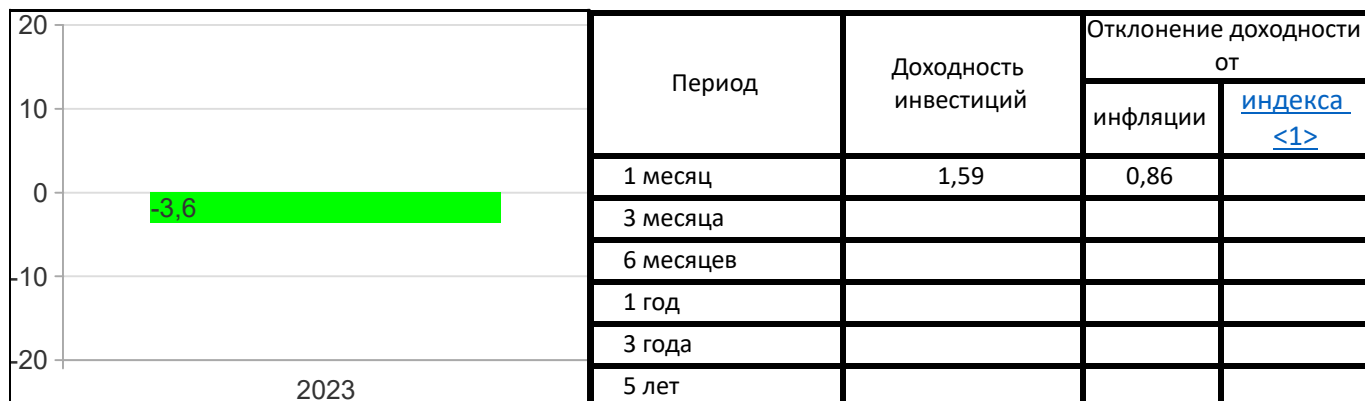 20
10
0
-10
-20
-3,6
2023
Период
Доходность
инвестиций
Отклонение доходности
от
инфляции
индекса
<1>
1 месяц 1,59 0,86
3 месяца
6 месяцев
1 год
3 года
5 лет